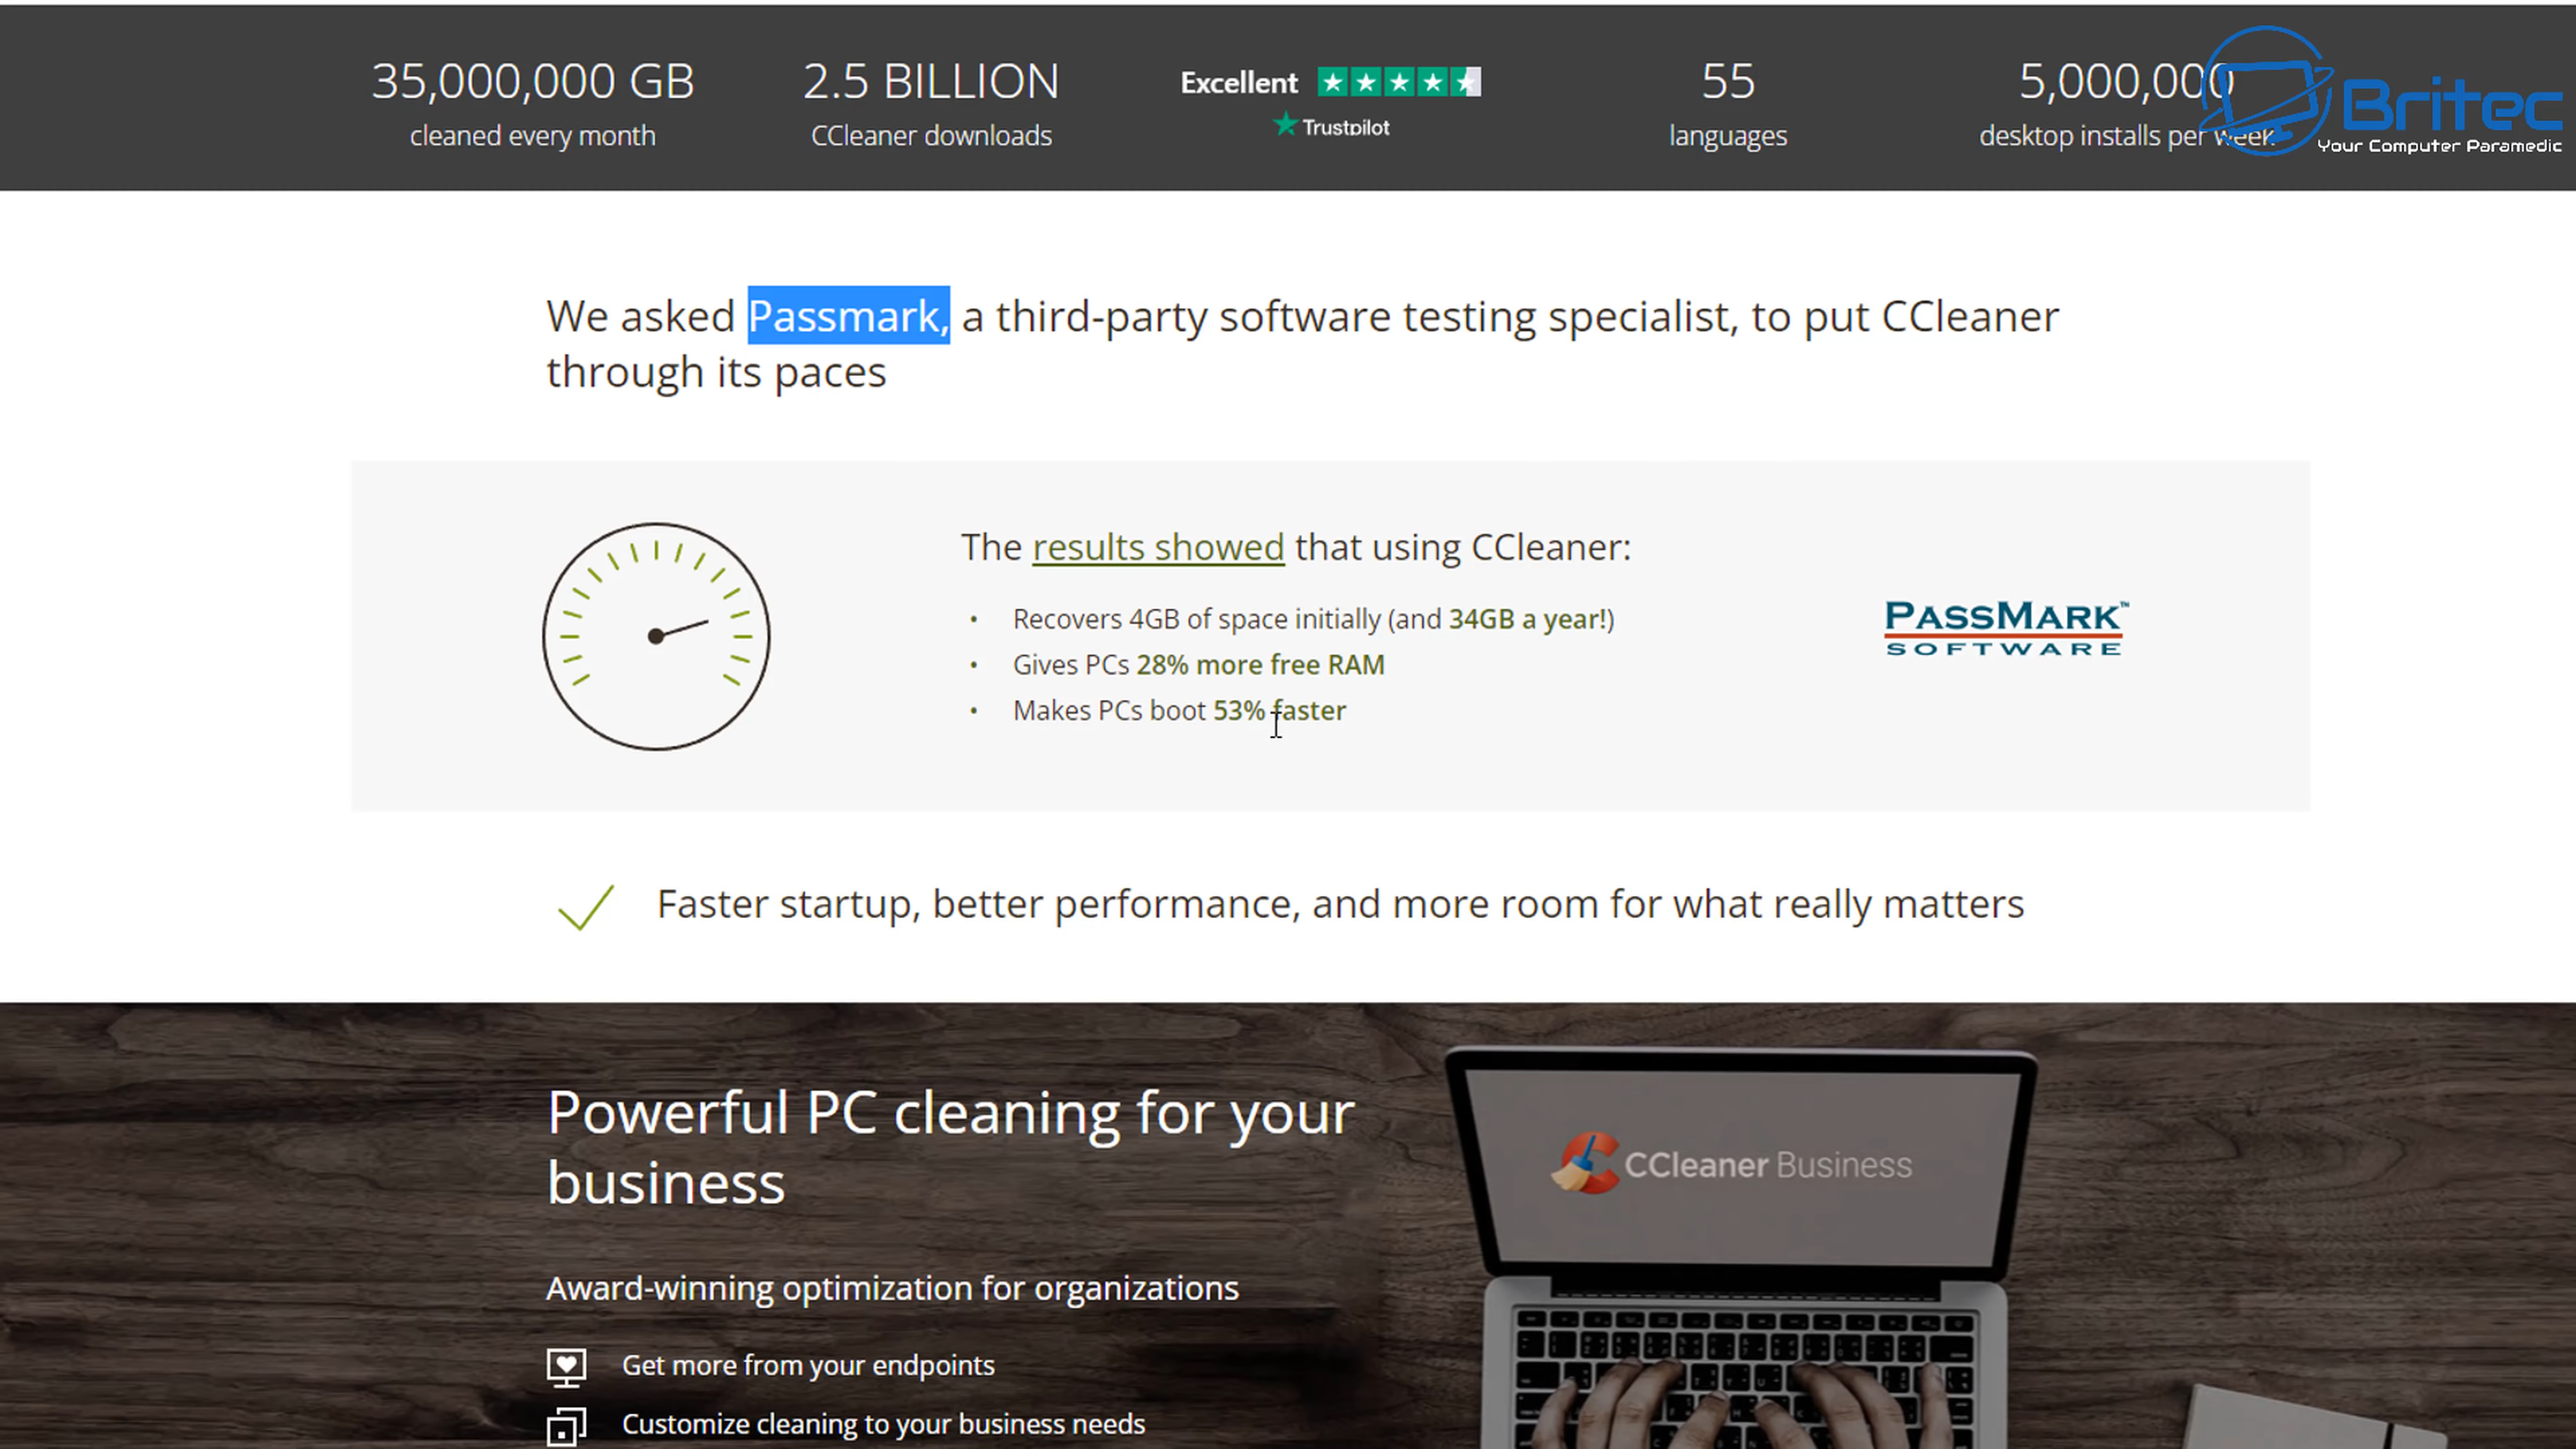 35,000,000 GB
cleaned every month
2.5 BILLION
CCleaner downloads
Excellent
Trustpilot
55
languages
5,000,000
desktop installs per week
Britec
Your Computer Paramedic
We asked Passmark, a third-party software testing specialist, to put CCleaner
through its paces
The results showed that using CCleaner:
• Recovers 4GB of space initially (and 34GB a year!)
• Gives PCs 28% more free RAM
• Makes PCs boot 53% faster
PASSMARK™
SOFTWARE
Faster startup, better performance, and more room for what really matters
Powerful PC cleaning for your
business
CCleaner Business
Award-winning optimization for organizations
Get more from your endpoints
Customize cleaning to your business needs